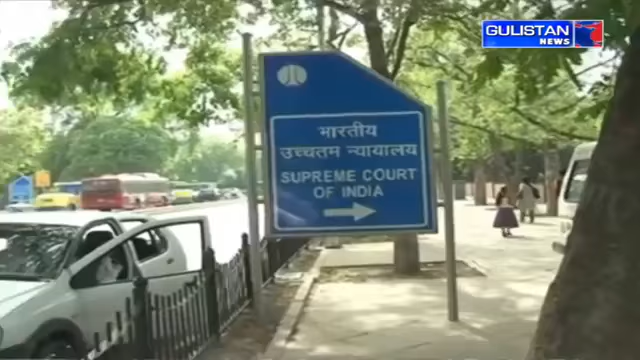 GULISTAN
NEWS
भारतीय
उच्चतम न्यायालय
SUPREME COURT
OF INDIA